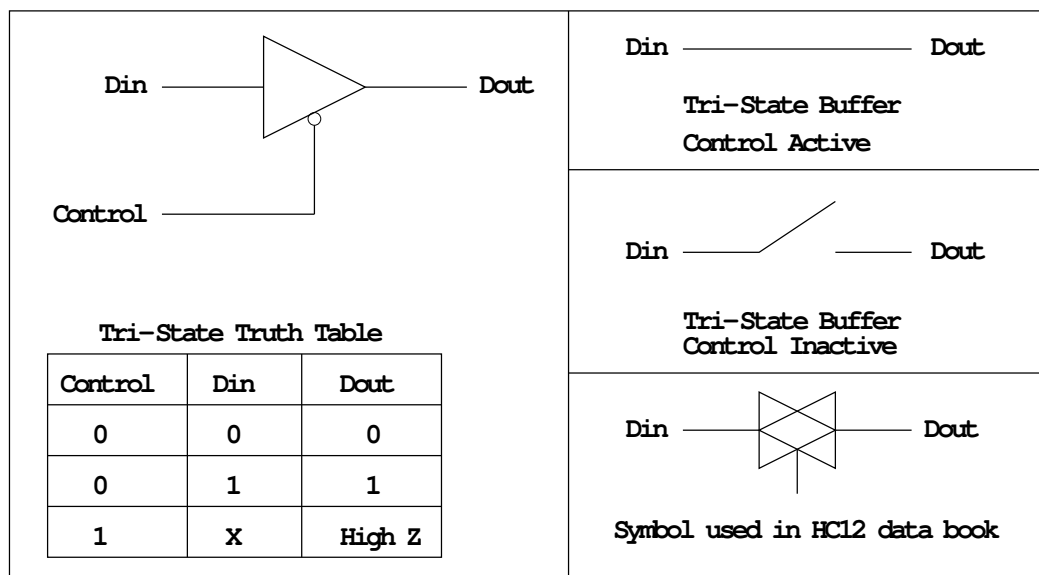 Din
Dout
Control
Tri-State Truth Table
Control Din Dout
0 0 0
0 1 1
1 X High Z
Din Dout
Tri-State Buffer
Control Active
Din Dout
Tri-State Buffer
Control Inactive
Din Dout
Symbol used in HC12 data book